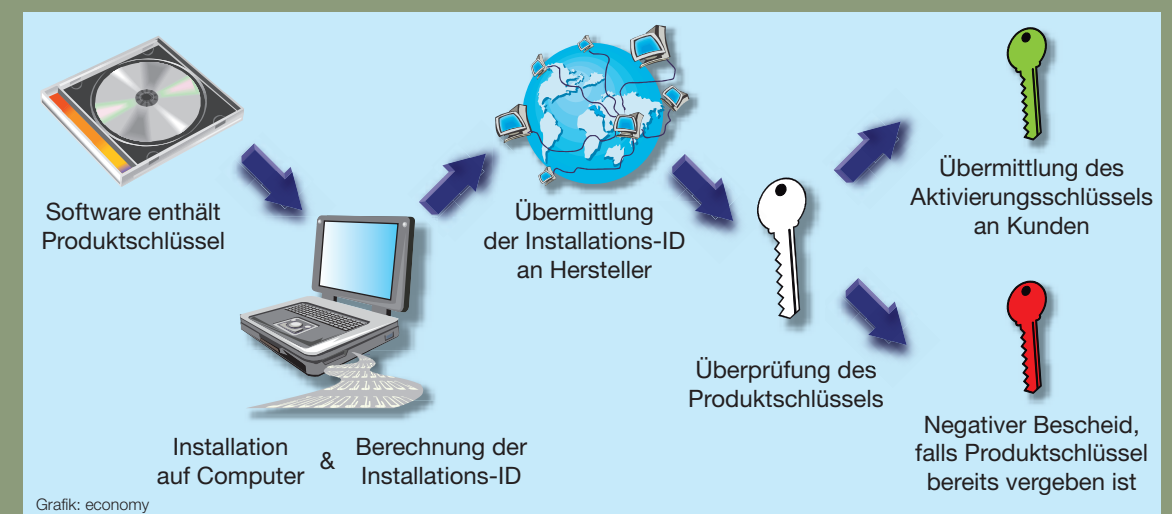 Software enthält
Produktschlüssel
Installation
auf Computer
&
Berechnung der
Installations-ID
Übermittlung
der Installations-ID
an Hersteller
Überprüfung des
Produktschlüssels
Übermittlung des
Aktivierungsschlüssels
an Kunden
Negativer Bescheid,
falls Produktschlüssel
bereits vergeben ist
Grafik: economy